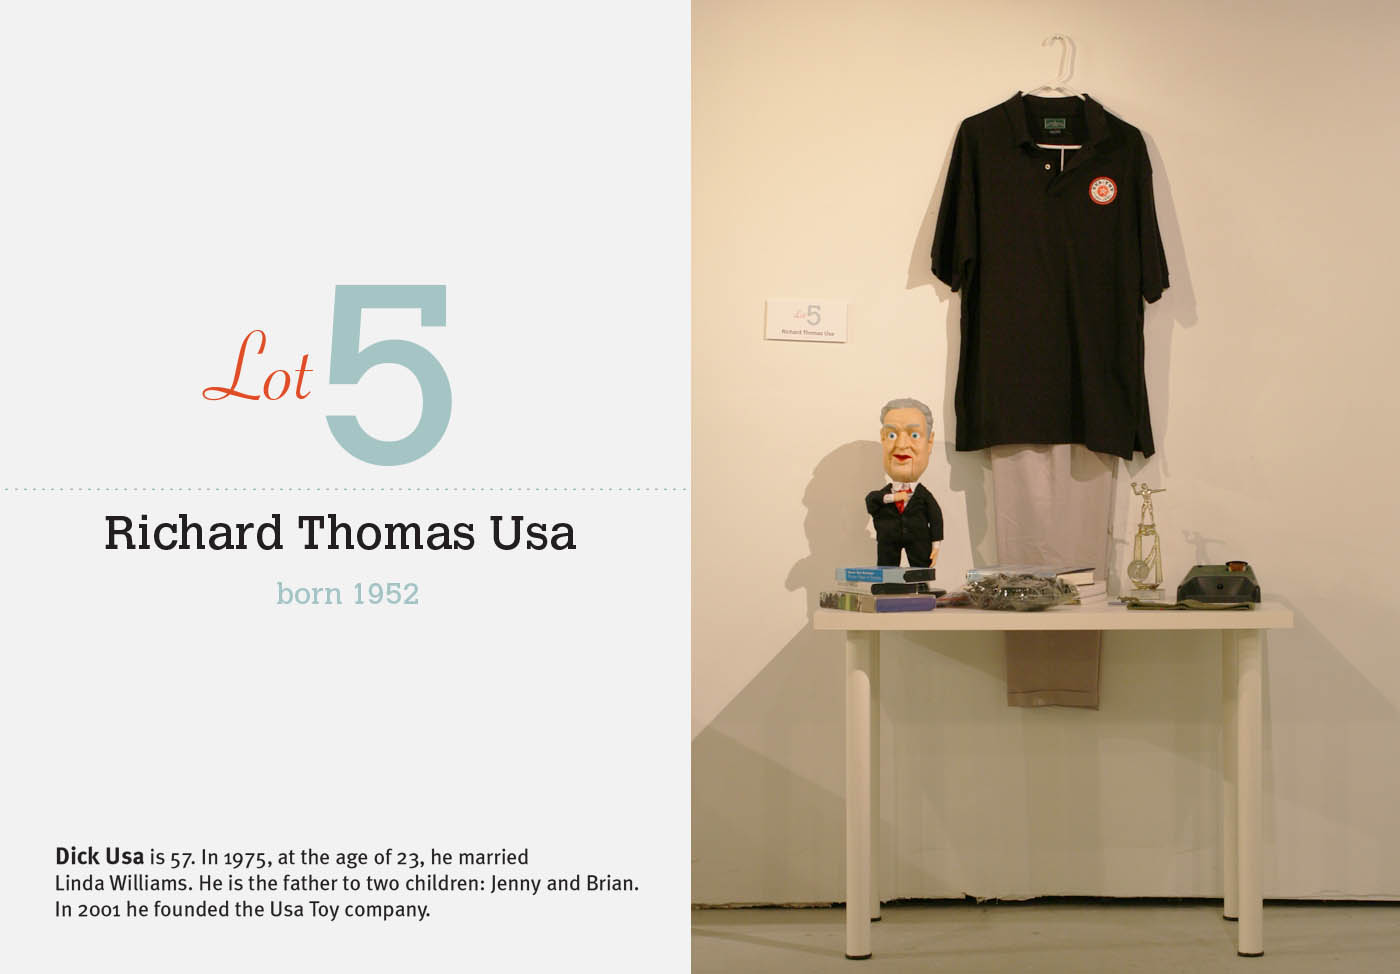 Lot 5
Richard Thomas Usa
born 1952
Dick Usa is 57. In 1975, at the age of 23, he married
Linda Williams. He is the father to two children: Jenny and Brian.
In 2001 he founded the Usa Toy company.
Lot 5
Richard Thomas Usa